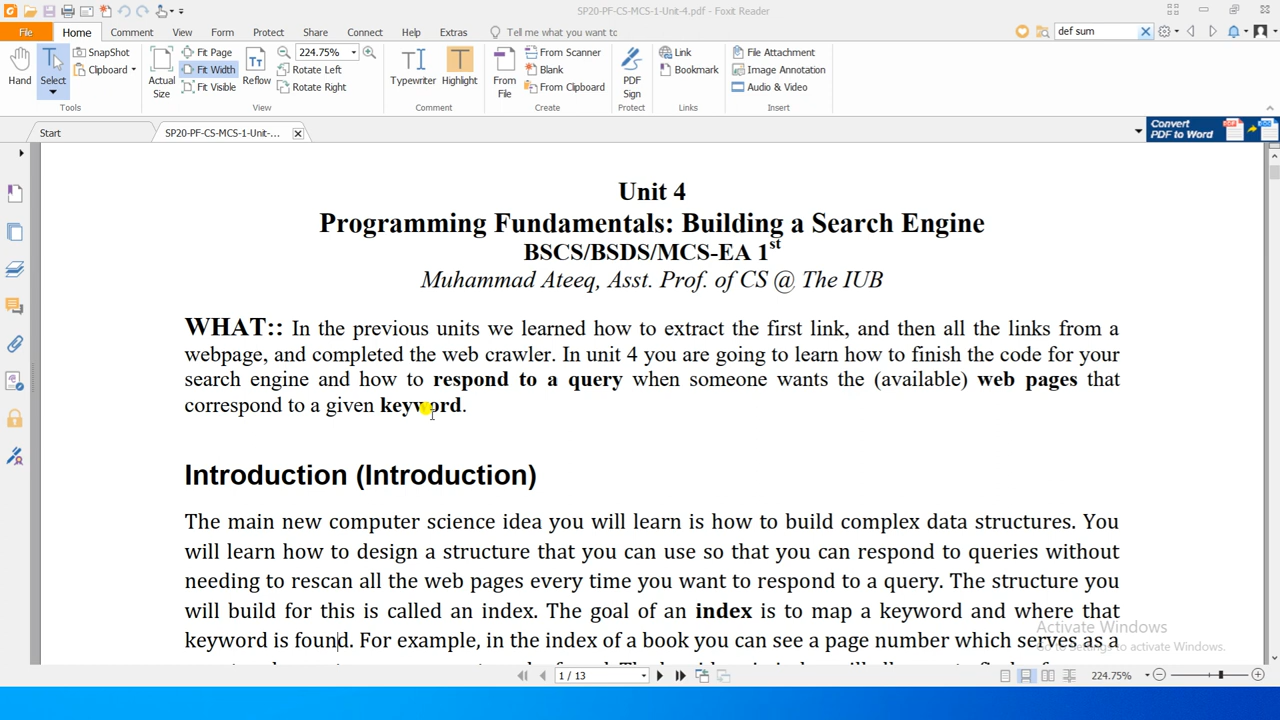 SP20-PF-CS-MCS-1-Unit-4.pdf - Foxit Reader
File Home Comment View Form Protect Share Connect Help Extras Tell me what you want to def sum
Hand Select SnapShot Clipboard Actual Size Fit Page Fit Width Fit Visible Reflow 224.75% Rotate Left Rotate Right Typewriter Highlight From File From Scanner Blank From Clipboard PDF Sign Link Bookmark File Attachment Image Annotation Audio & Video
Tools View Comment Create Protect Links Insert
Start SP20-PF-CS-MCS-1-Unit-... Convert PDF to Word
Unit 4
Programming Fundamentals: Building a Search Engine
BSCS/BSDS/MCS-EA 1st
Muhammad Ateeq, Asst. Prof. of CS @ The IUB
WHAT:: In the previous units we learned how to extract the first link, and then all the links from a
webpage, and completed the web crawler. In unit 4 you are going to learn how to finish the code for your
search engine and how to respond to a query when someone wants the (available) web pages that
correspond to a given keyword.
Introduction (Introduction)
The main new computer science idea you will learn is how to build complex data structures. You
will learn how to design a structure that you can use so that you can respond to queries without
needing to rescan all the web pages every time you want to respond to a query. The structure you
will build for this is called an index. The goal of an index is to map a keyword and where that
keyword is found. For example, in the index of a book you can see a page number which serves as a
Activate Windows
Go to Settings to activate Windows.
1 / 13 224.75%